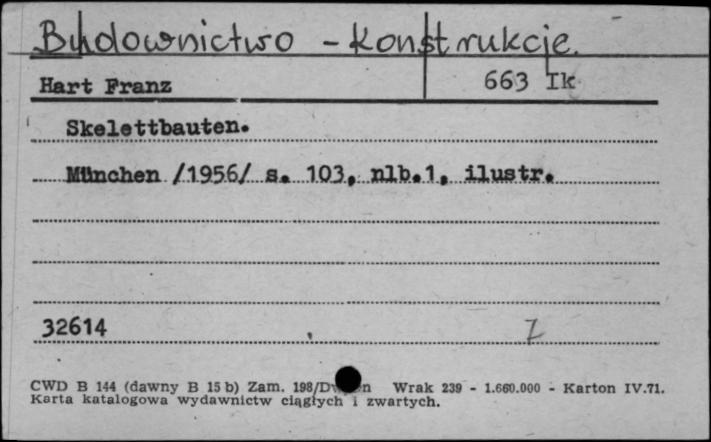 Budownictwo - Konstrukcje.
Hart Franz 663 Ik
Skelettbauten.
München /1956/ s. 103, nlb.1, ilustr.
32614 Z
CWD B 144 (dawny B 15 b) Zam. 198/ Wrak 239 - 1.660.000 - Karton IV.71.
Karta katalogowa wydawnictw ciągłych i zwartych.